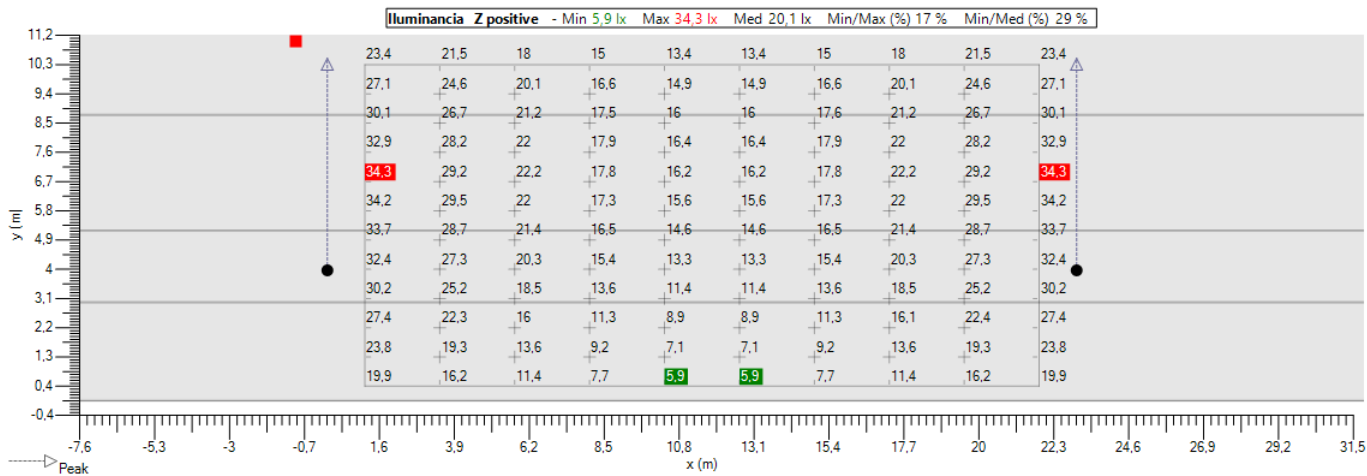 Iluminancia Z positive - Min 5,9 lx Max 34,3 lx Med 20,1 lx Min/Max (%) 17 % Min/Med (%) 29 %
11,2
23,4 21,5 18 15 13,4 13,4 15 18 21,5 23,4
10,3
27,1 24,6 20,1 16,6 14,9 14,9 16,6 20,1 24,6 27,1
9,4
30,1 26,7 21,2 17,5 16 16 17,6 21,2 26,7 30,1
8,5
32,9 28,2 22 17,9 16,4 16,4 17,9 22 28,2 32,9
7,6
34,3 29,2 22,2 17,8 16,2 16,2 17,8 22,2 29,2 34,3
6,7
34,2 29,5 22 17,3 15,6 15,6 17,3 22 29,5 34,2
5,8
33,7 28,7 21,4 16,5 14,6 14,6 16,5 21,4 28,7 33,7
4,9
32,4 27,3 20,3 15,4 13,3 13,3 15,4 20,3 27,3 32,4
4
30,2 25,2 18,5 13,6 11,4 11,4 13,6 18,5 25,2 30,2
3,1
27,4 22,3 16 11,3 8,9 8,9 11,3 16,1 22,4 27,4
2,2
23,8 19,3 13,6 9,2 7,1 7,1 9,2 13,6 19,3 23,8
1,3
19,9 16,2 11,4 7,7 5,9 5,9 7,7 11,4 16,2 19,9
0,4
-0,4
y (m)
-7,6 -5,3 -3 -0,7 1,6 3,9 6,2 8,5 10,8 13,1 15,4 17,7 20 22,3 24,6 26,9 29,2 31,5
x (m)
Peak